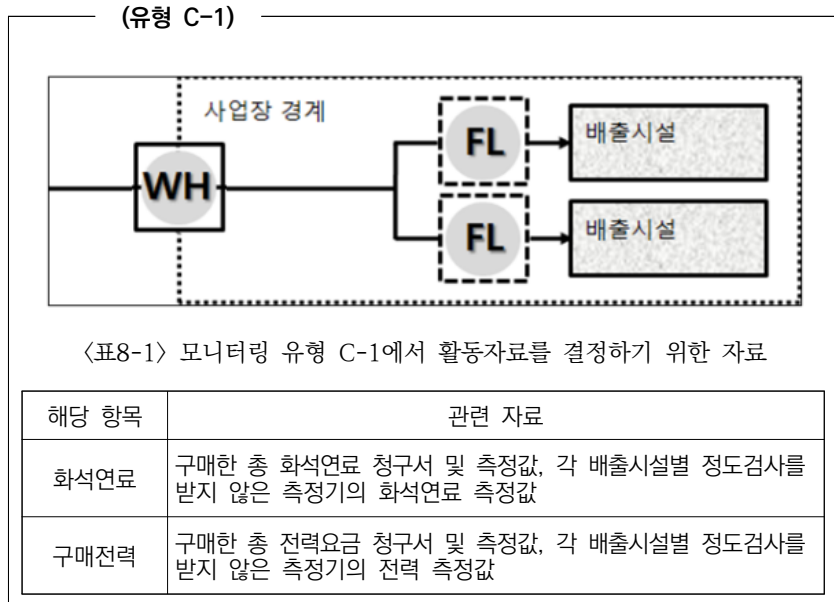 (유형 C-1)
사업장 경계
FL
배출시설
WH
FL
배출시설
〈표8-1〉 모니터링 유형 C-1에서 활동자료를 결정하기 위한 자료
해당 항목
관련 자료
화석연료
구매한 총 화석연료 청구서 및 측정값, 각 배출시설별 정도검사를
받지 않은 측정기의 화석연료 측정값
구매전력
구매한 총 전력요금 청구서 및 측정값, 각 배출시설별 정도검사를
받지 않은 측정기의 전력 측정값